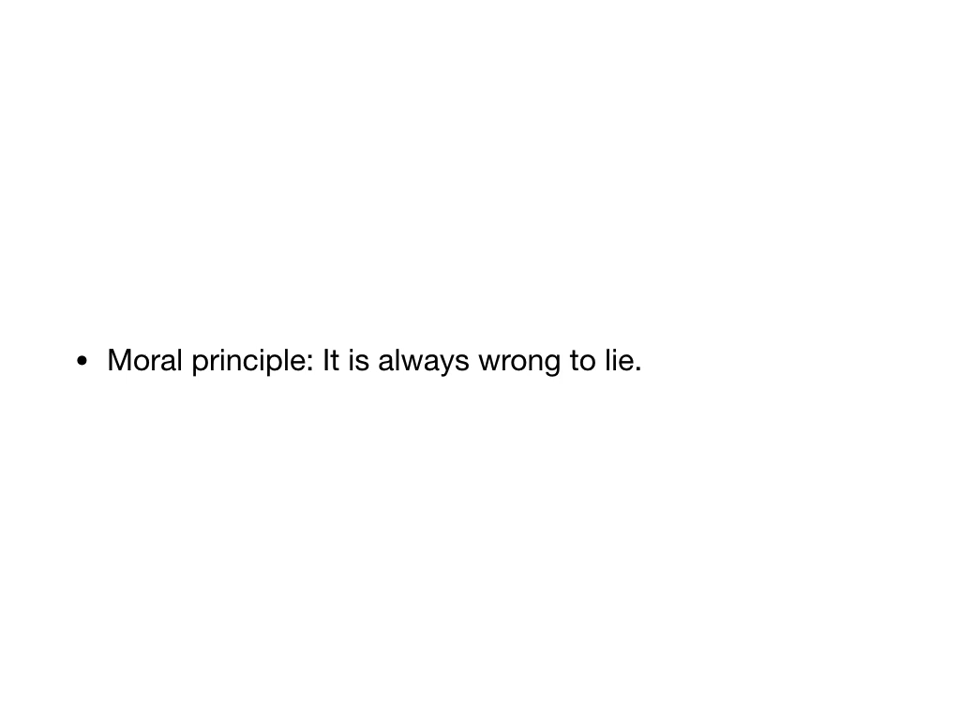 • Moral principle: It is always wrong to lie.